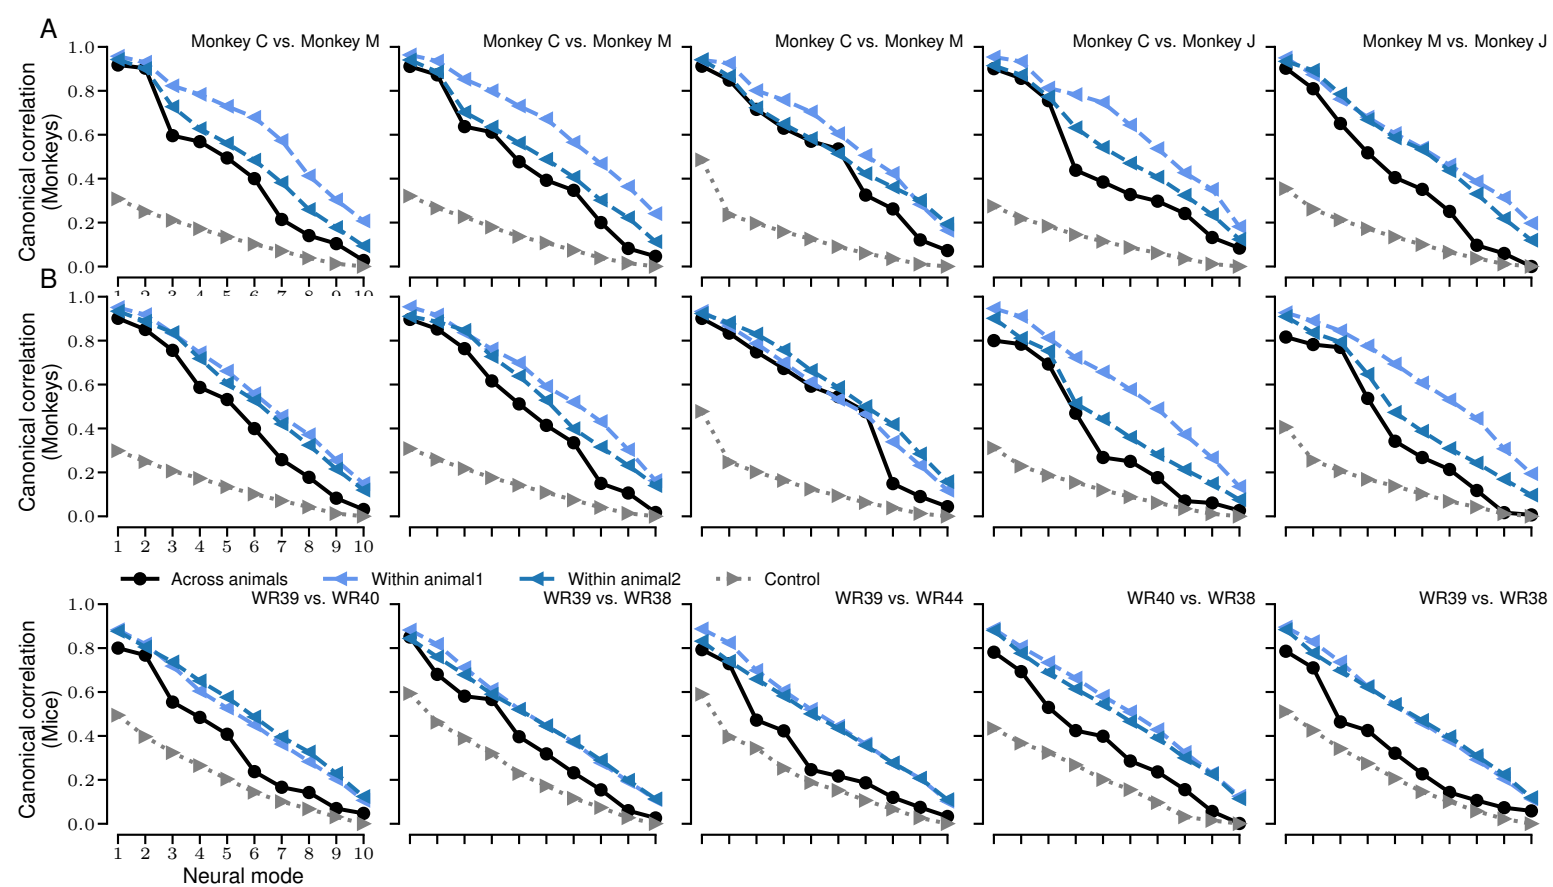 A
Monkey C vs. Monkey M
Monkey C vs. Monkey M
Monkey C vs. Monkey M
Monkey C vs. Monkey J
Monkey M vs. Monkey J
Canonical correlation
(Monkeys)
1.0
0.8
0.6
0.4
0.2
0.0
1 2 3 4 5 6 7 8 9 10
B
Canonical correlation
(Monkeys)
1.0
0.8
0.6
0.4
0.2
0.0
1 2 3 4 5 6 7 8 9 10
Across animals Within animal1 Within animal2 Control
WR39 vs. WR40
WR39 vs. WR38
WR39 vs. WR44
WR40 vs. WR38
WR39 vs. WR38
Canonical correlation
(Mice)
1.0
0.8
0.6
0.4
0.2
0.0
1 2 3 4 5 6 7 8 9 10
Neural mode